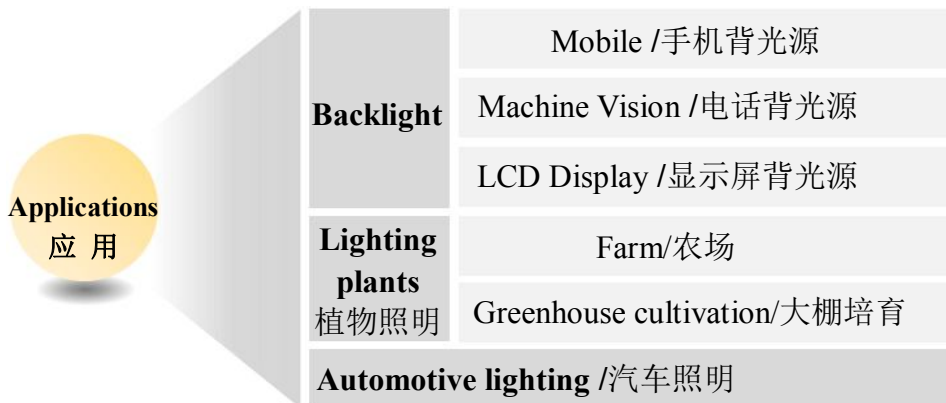 Applications
应 用
Backlight
Mobile /手机背光源
Machine Vision /电话背光源
LCD Display /显示屏背光源
Lighting
plants
植物照明
Farm/农场
Greenhouse cultivation/大棚培育
Automotive lighting /汽车照明